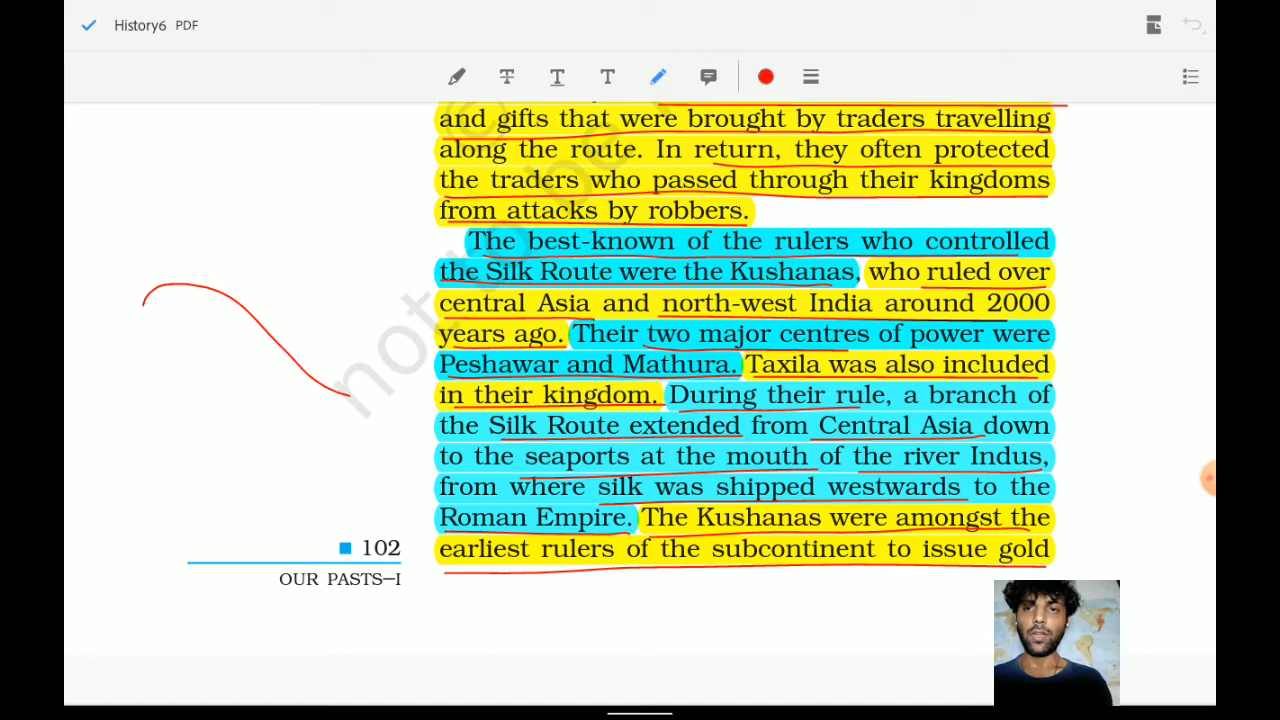 History6 PDF
and gifts that were brought by traders travelling
along the route. In return, they often protected
the traders who passed through their kingdoms
from attacks by robbers.
The best-known of the rulers who controlled
the Silk Route were the Kushanas, who ruled over
central Asia and north-west India around 2000
years ago. Their two major centres of power were
Peshawar and Mathura. Taxila was also included
in their kingdom. During their rule, a branch of
the Silk Route extended from Central Asia down
to the seaports at the mouth of the river Indus,
from where silk was shipped westwards to the
Roman Empire. The Kushanas were amongst the
earliest rulers of the subcontinent to issue gold
102
OUR PASTS—I
© not to be